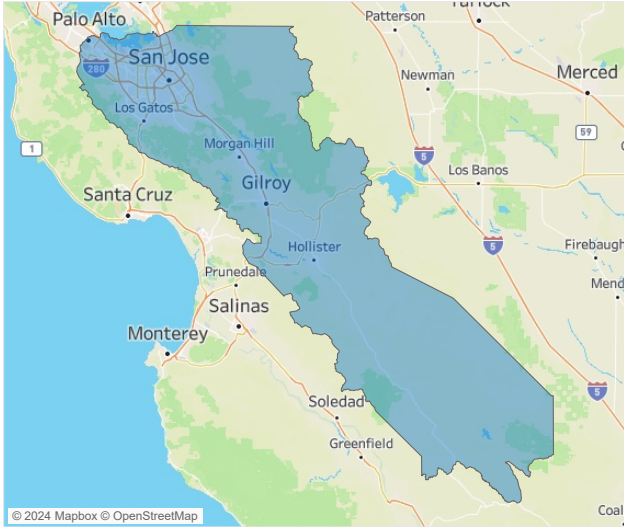 Patterson
Palo Alto
San Jose
280
Newman
Merced
Los Gatos
59
1
Morgan Hill
5
Los Banos
Gilroy
Santa Cruz
5
Hollister
Firebaugh
Prunedale
Mend
Salinas
Monterey
5
Soledad
Greenfield
Coal
© 2024 Mapbox © OpenStreetMap